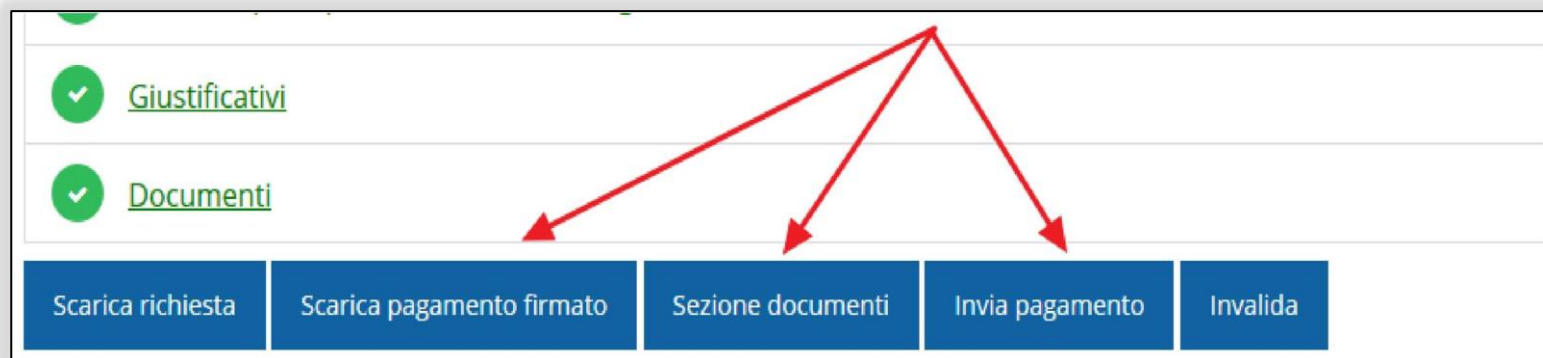 Giustificativi
Documenti
Scarica richiesta Scarica pagamento firmato Sezione documenti Invia pagamento Invalida